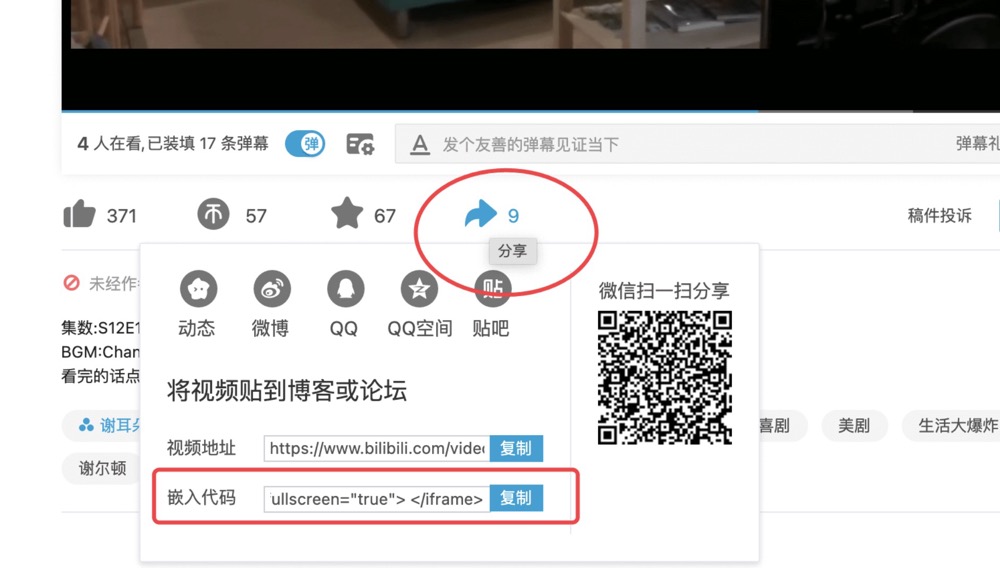 4 人在看,已装填 17 条弹幕
弹
发个友善的弹幕见证当下
弹幕礼
371
57
67
9
稿件投诉
分享
未经作
动态
微博
QQ
QQ空间
贴
贴吧
微信扫一扫分享
集数:S12E1
BGM:Chan
看完的话点
将视频贴到博客或论坛
谢耳朵
喜剧
美剧
生活大爆炸
视频地址
https://www.bilibili.com/vide
复制
谢尔顿
嵌入代码
ullscreen="true"> </iframe>
复制